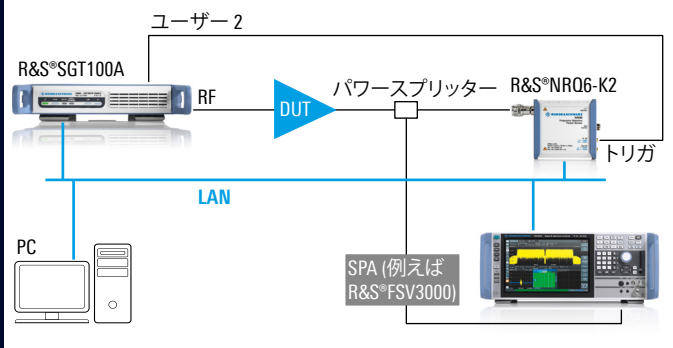 ユーザー 2
R&S®SGT100A
RF
DUT
パワースプリッター
R&S®NRQ6-K2
トリガ
LAN
PC
SPA (例えば
R&S®FSV3000)